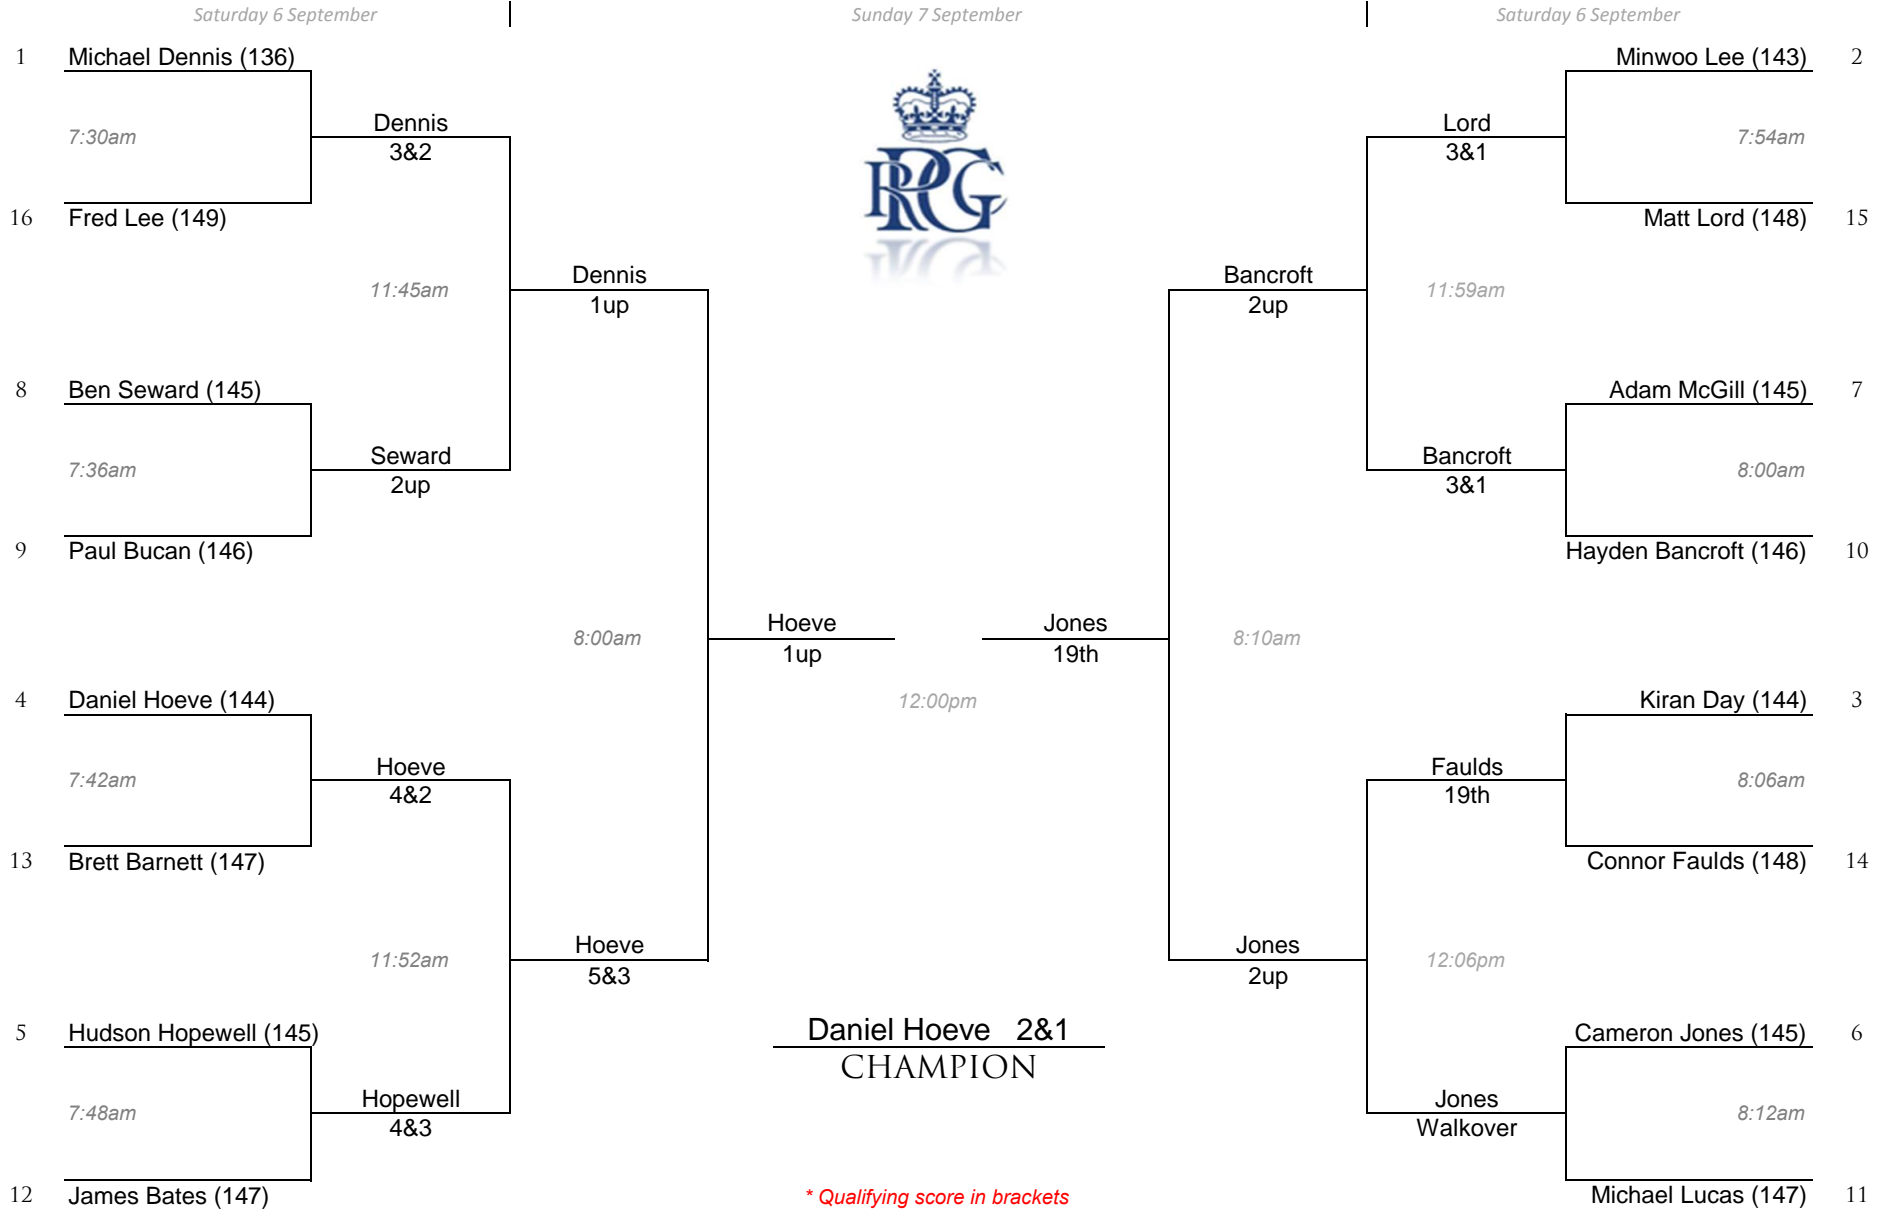 Saturday 6 September
Sunday 7 September
Saturday 6 September
1 Michael Dennis (136)
7:30am
16 Fred Lee (149)
Dennis
3&2
11:45am
8 Ben Seward (145)
7:36am
9 Paul Bucan (146)
Seward
2up
Dennis
1up
8:00am
4 Daniel Hoeve (144)
7:42am
13 Brett Barnett (147)
Hoeve
4&2
11:52am
5 Hudson Hopewell (145)
7:48am
12 James Bates (147)
Hopewell
4&3
Hoeve
5&3
Hoeve
1up
RPGC
12:00pm
Jones
19th
Daniel Hoeve 2&1
CHAMPION
* Qualifying score in brackets
Bancroft
2up
8:10am
Jones
2up
Lord
3&1
11:59am
Bancroft
3&1
Faulds
19th
12:06pm
Jones
Walkover
Minwoo Lee (143) 2
7:54am
Matt Lord (148) 15
Adam McGill (145) 7
8:00am
Hayden Bancroft (146) 10
Kiran Day (144) 3
8:06am
Connor Faulds (148) 14
Cameron Jones (145) 6
8:12am
Michael Lucas (147) 11